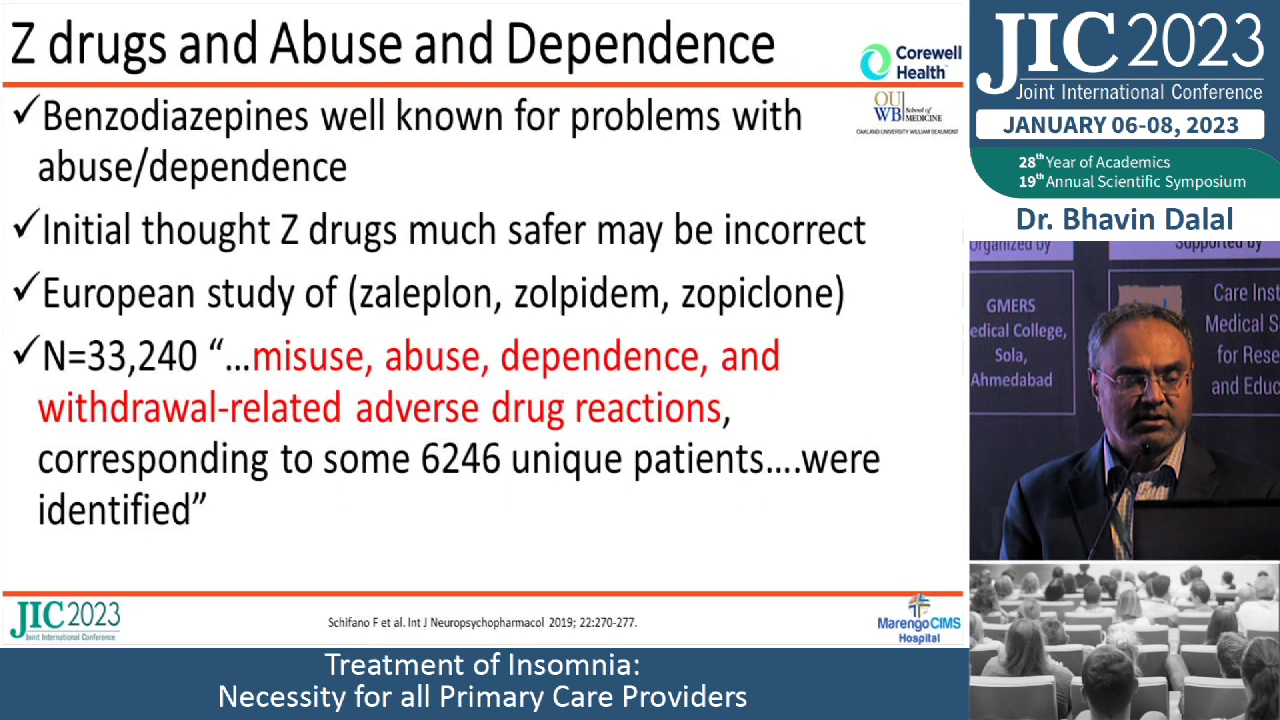 Z drugs and Abuse and Dependence
Corewell
Health™
OU
WB
School of
MEDICINE
OAKLAND UNIVERSITY WILLIAM BEAUMONT
✓Benzodiazepines well known for problems with
abuse/dependence
✓Initial thought Z drugs much safer may be incorrect
✓European study of (zaleplon, zolpidem, zopiclone)
✓N=33,240 “...misuse, abuse, dependence, and
withdrawal-related adverse drug reactions,
corresponding to some 6246 unique patients....were
identified”
JIC 2023
Joint International Conference
Schifano F et al. Int J Neuropsychopharmacol 2019; 22:270-277.
Marengo CIMS
Hospital
Treatment of Insomnia:
Necessity for all Primary Care Providers
JIC 2023
Joint International Conference
JANUARY 06-08, 2023
28th Year of Academics
19th Annual Scientific Symposium
Dr. Bhavin Dalal
Organized by
GMERS
edical College,
Sola,
Ahmedabad
Supported by
Care Inst
Medical S
for Rese
and Educ